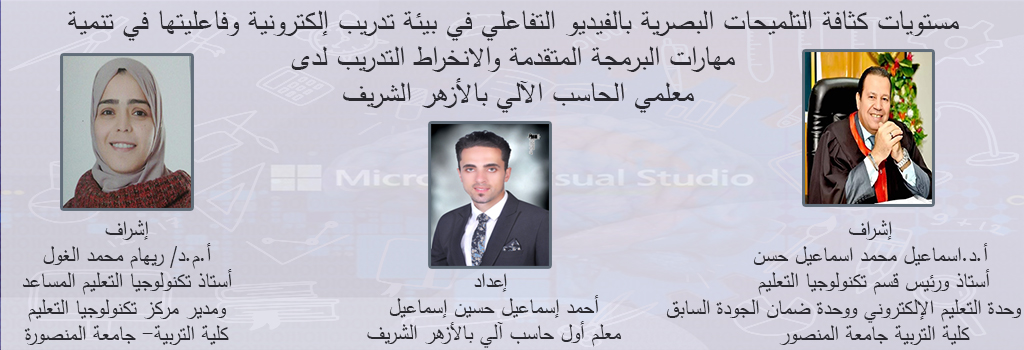 مستويات كثافة التلميحات البصرية بالفيديو التفاعلي في بيئة تدريب إلكترونية وفاعليتها في تنمية
مهارات البرمجة المتقدمة والانخراط التدريب لدى
معلمي الحاسب الآلي بالأزهر الشريف
Visual Studio
إشراف
أ.د.اسماعيل محمد اسماعيل حسن
أستاذ ورئيس قسم تكنولوجيا التعليم
وحدة التعليم الإلكتروني ووحدة ضمان الجودة السابق
كلية التربية جامعة المنصور
إعداد
أحمد إسماعيل حسين إسماعيل
معلم أول حاسب آلي بالأزهر الشريف
إشراف
أ.م.د/ ريهام محمد الغول
أستاذ تكنولوجيا التعليم المساعد
ومدير مركز تكنولوجيا التعليم
كلية التربية- جامعة المنصورة